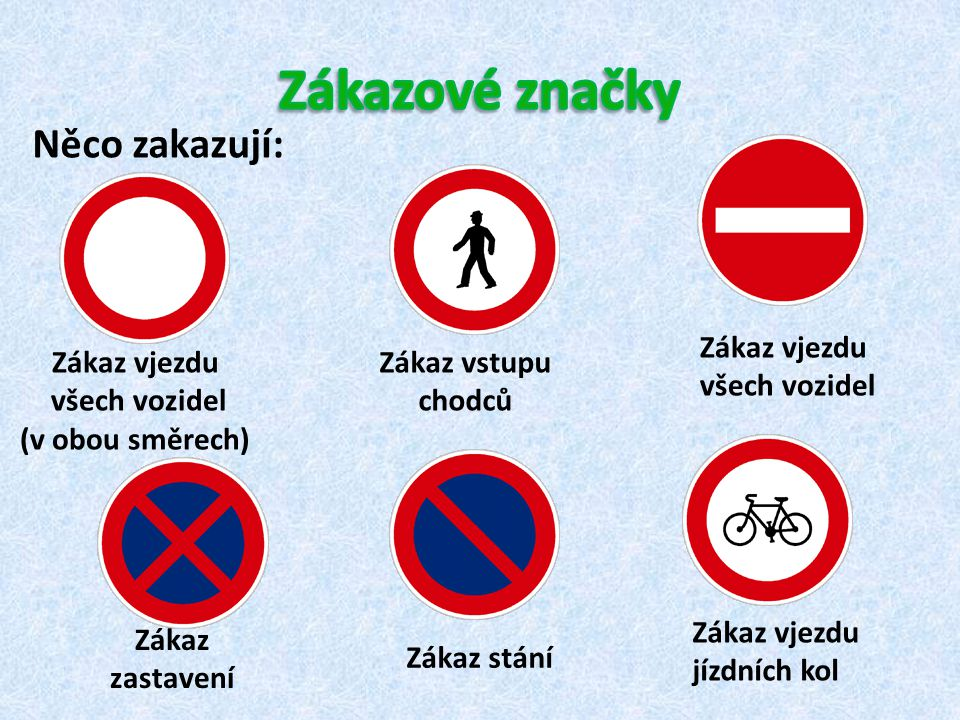 Zákazové značky
Něco zakazují:
Zákaz vjezdu
všech vozidel
(v obou směrech)
Zákaz vstupu
chodců
Zákaz vjezdu
všech vozidel
Zákaz
zastavení
Zákaz stání
Zákaz vjezdu
jízdních kol